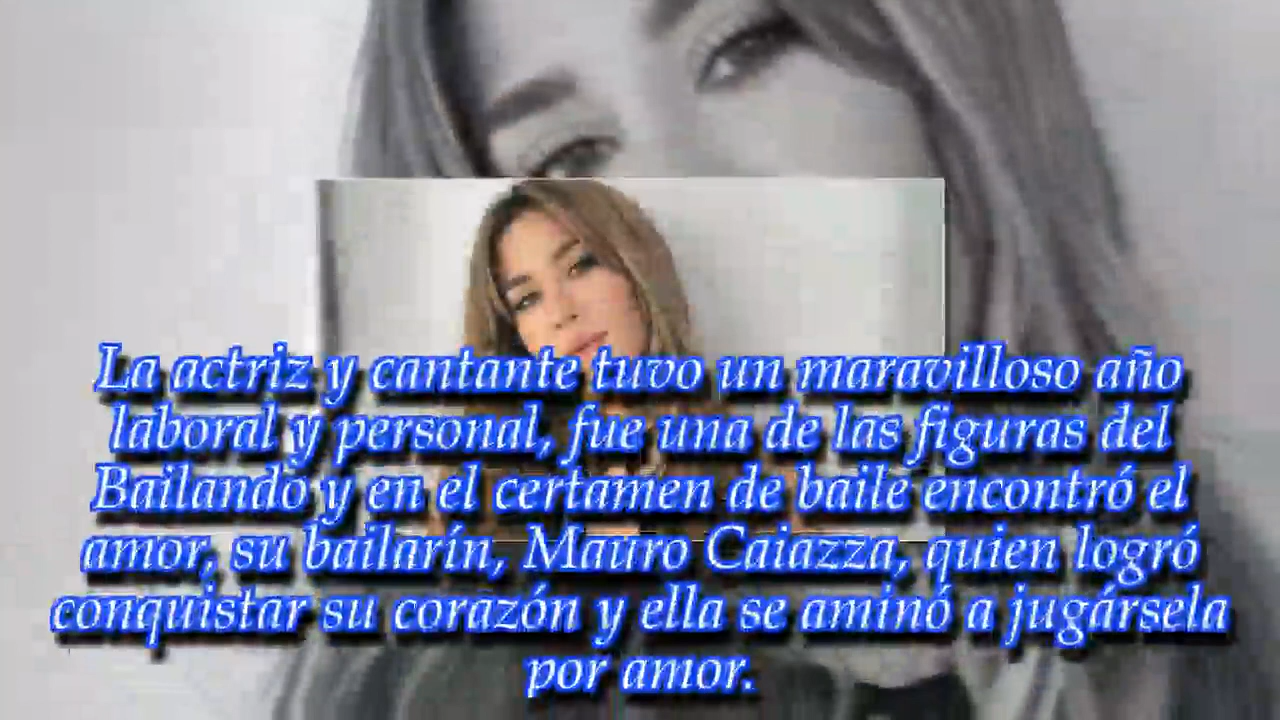 La actriz y cantante tuvo un maravilloso año
laboral y personal, fue una de las figuras del
Bailando y en el certamen de baile encontró el
amor, su bailarín, Mauro Caiazza, quien logró
conquistar su corazón y ella se aminó a jugársela
por amor.